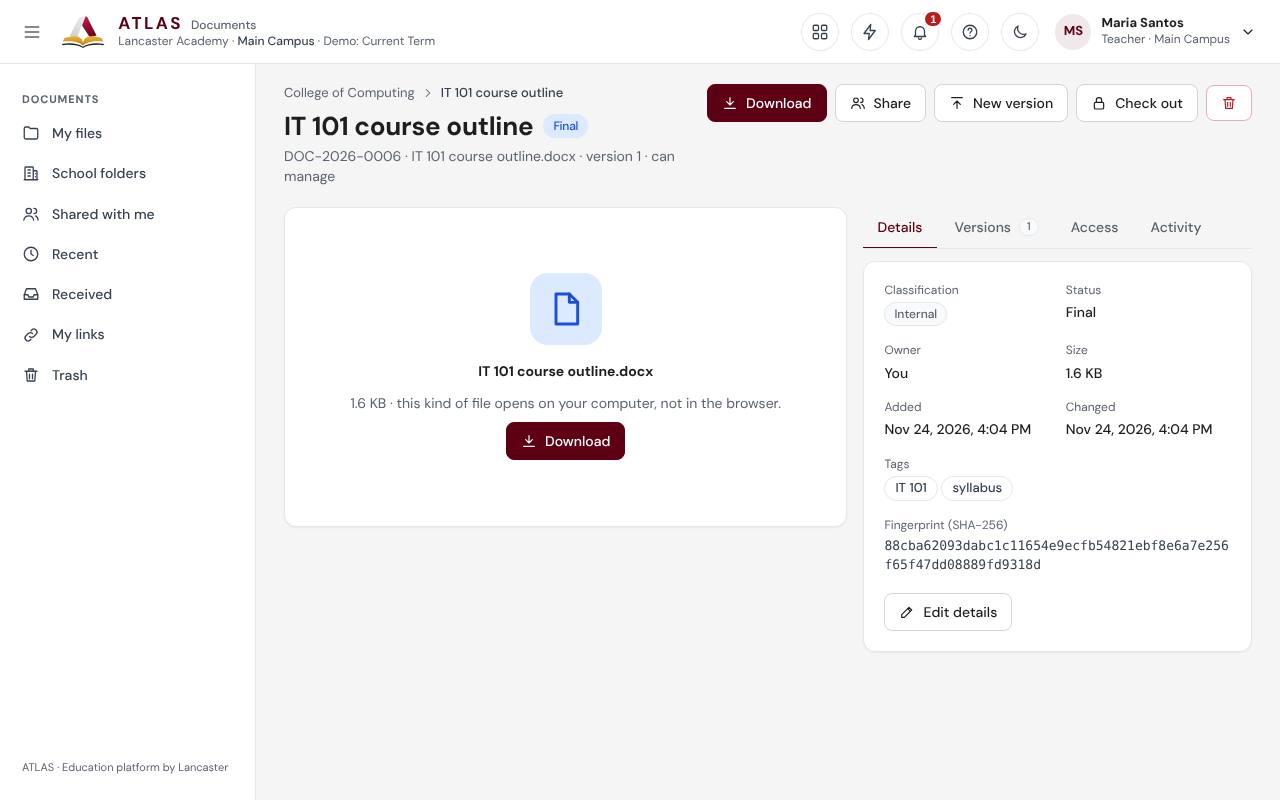 ATLAS Documents
Lancaster Academy · Main Campus · Demo: Current Term
1
MS
Maria Santos
Teacher · Main Campus
DOCUMENTS
My files
School folders
Shared with me
Recent
Received
My links
Trash
ATLAS · Education platform by Lancaster
College of Computing > IT 101 course outline
IT 101 course outline Final
DOC-2026-0006 · IT 101 course outline.docx · version 1 · can
manage
Download Share New version Check out
IT 101 course outline.docx
1.6 KB · this kind of file opens on your computer, not in the browser.
Download
Details Versions 1 Access Activity
Classification Status
Internal Final
Owner Size
You 1.6 KB
Added Changed
Nov 24, 2026, 4:04 PM Nov 24, 2026, 4:04 PM
Tags
IT 101 syllabus
Fingerprint (SHA-256)
88cba62093dabc1c11654e9ecfb54821ebf8e6a7e256
f65f47dd08889fd9318d
Edit details